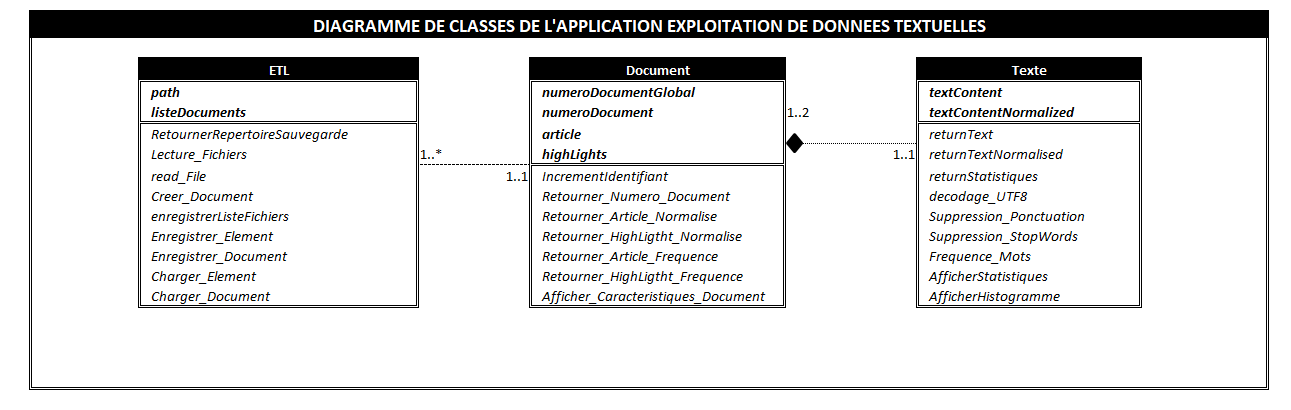 DIAGRAMME DE CLASSES DE L'APPLICATION EXPLOITATION DE DONNEES TEXTUELLES
ETL
path
listeDocuments
RetournerRepertoireSauvegarde
Lecture_Fichiers
read_File
Creer_Document
enregistrerListeFichiers
Enregistrer_Element
Enregistrer_Document
Charger_Element
Charger_Document
1..*
1..1
Document
numeroDocumentGlobal
numeroDocument
article
highLights
IncrementIdentifiant
Retourner_Numero_Document
Retourner_Article_Normalise
Retourner_HighLigtht_Normalise
Retourner_Article_Frequence
Retourner_HighLigtht_Frequence
Afficher_Caracteristiques_Document
1..2
1..1
Texte
textContent
textContentNormalized
returnText
returnTextNormalised
returnStatistiques
decodage_UTF8
Suppression_Ponctuation
Suppression_StopWords
Frequence_Mots
AfficherStatistiques
AfficherHistogramme